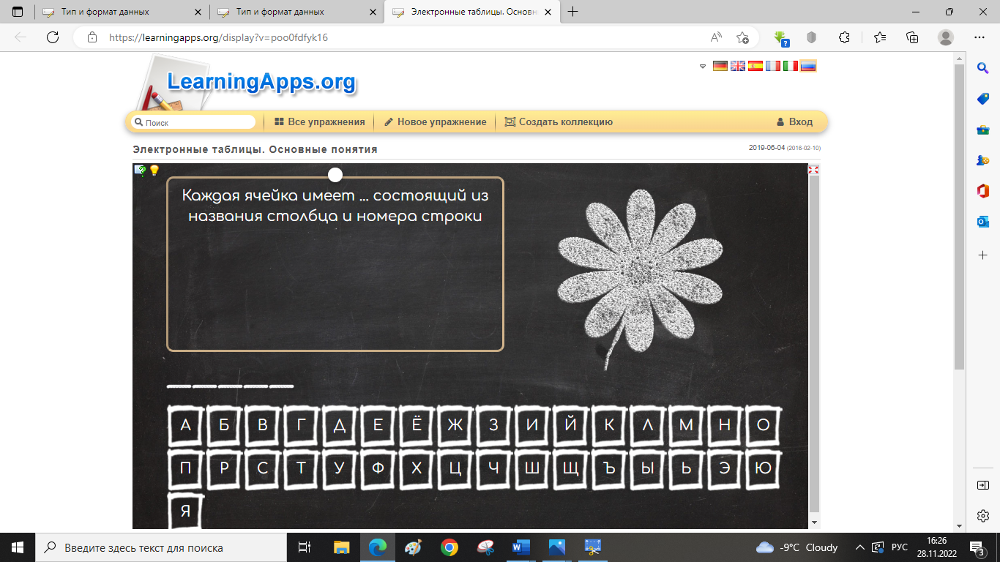 Тип и формат данных
Тип и формат данных
Электронные таблицы. Основн
https://learningapps.org/display?v=poo0fdfyk16
LearningApps.org
Поиск
Все упражнения
Новое упражнение
Создать коллекцию
Вход
Электронные таблицы. Основные понятия
2019-06-04 (2016-02-10)
Каждая ячейка имеет ... состоящий из
названия столбца и номера строки
А Б В Г Д Е Ё Ж З И Й К Л М Н О
П Р С Т У Ф Х Ц Ч Ш Щ Ъ Ы Ь Э Ю
Я
Введите здесь текст для поиска
-9°C Cloudy
РУС
16:26
28.11.2022
3